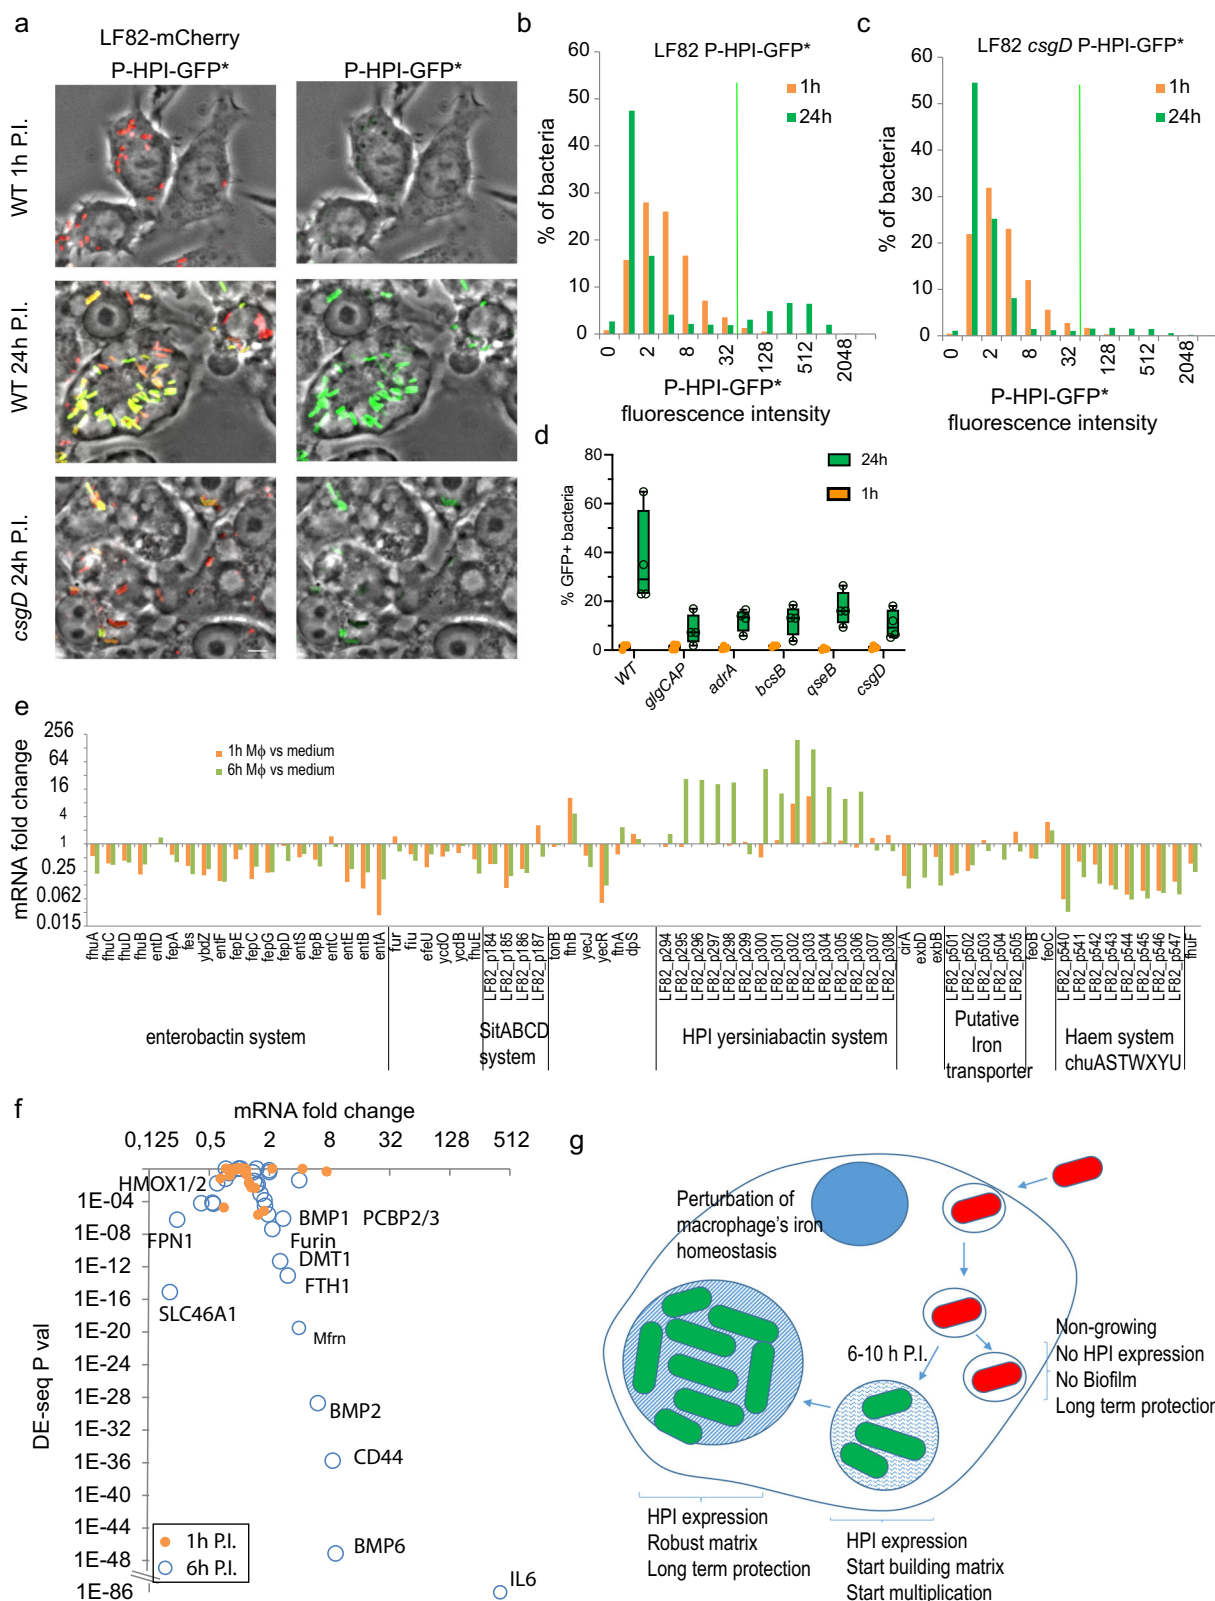 a
LF82-mCherry
P-HPI-GFP*
P-HPI-GFP*
WT 1h P.I.
WT 24h P.I.
csgD 24h P.I.
b
LF82 P-HPI-GFP*
1h
24h
% of bacteria
60
50
40
30
20
10
0
0
2
8
32
128
512
2048
P-HPI-GFP*
fluorescence intensity
c
LF82 csgD P-HPI-GFP*
1h
24h
% of bacteria
60
50
40
30
20
10
0
0
2
8
32
128
512
2048
P-HPI-GFP*
fluorescence intensity
d
% GFP+ bacteria
80
60
40
20
0
24h
1h
WT
glgCAP
adrA
bcsB
qseB
csgD
e
mRNA fold change
256
64
16
4
1
0.25
0.062
0.015
1h Mϕ vs medium
6h Mϕ vs medium
fhuA
fhuC
fhuD
fhuB
entD
fepA
fes
ybdZ
entF
fepE
fepC
fepG
fepD
entS
fepB
entC
entE
entB
entA
fur
fiu
efeU
ycdO
ycdB
fhuE
LF82_p184
LF82_p185
LF82_p186
LF82_p187
tonB
ftnB
yecJ
yecR
ftnA
dps
LF82_p294
LF82_p295
LF82_p296
LF82_p297
LF82_p298
LF82_p299
LF82_p300
LF82_p301
LF82_p302
LF82_p303
LF82_p304
LF82_p305
LF82_p306
LF82_p307
LF82_p308
cirA
exbD
exbB
LF82_p501
LF82_p502
LF82_p503
LF82_p504
LF82_p505
feoB
feoC
LF82_p540
LF82_p541
LF82_p542
LF82_p543
LF82_p544
LF82_p545
LF82_p546
LF82_p547
fhuF
enterobactin system
SitABCD
system
HPI yersiniabactin system
Putative
Iron
transporter
Haem system
chuASTWXYU
f
mRNA fold change
0,125
0,5
2
8
32
128
512
DE-seq P val
1E-04
1E-08
1E-12
1E-16
1E-20
1E-24
1E-28
1E-32
1E-36
1E-40
1E-44
1E-48
1E-86
HMOX1/2
FPN1
SLC46A1
BMP1
PCBP2/3
Furin
DMT1
FTH1
Mfrn
BMP2
CD44
BMP6
IL6
1h P.I.
6h P.I.
g
Perturbation of
macrophage's iron
homeostasis
6-10 h P.I.
Non-growing
No HPI expression
No Biofilm
Long term protection
HPI expression
Robust matrix
Long term protection
HPI expression
Start building matrix
Start multiplication